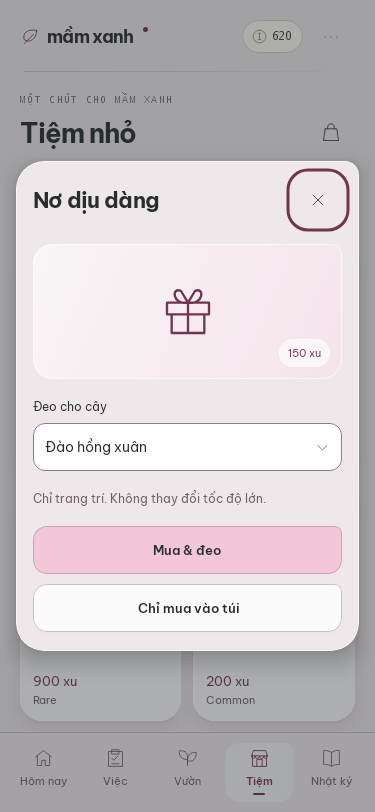 mầm xanh
620
MỘT CHÚT CHO MẦM XANH
Tiệm nhỏ
Nơ dịu dàng
150 xu
Đeo cho cây
Đào hồng xuân
Chỉ trang trí. Không thay đổi tốc độ lớn.
Mua & đeo
Chỉ mua vào túi
900 xu
200 xu
Rare
Common
Hôm nay
Việc
Vườn
Tiệm
Nhật ký